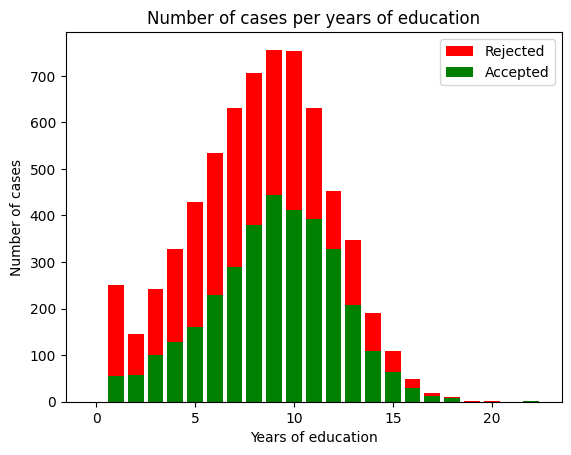 Number of cases per years of education
Rejected
Accepted
Number of cases
700
600
500
400
300
200
100
0
0 5 10 15 20
Years of education